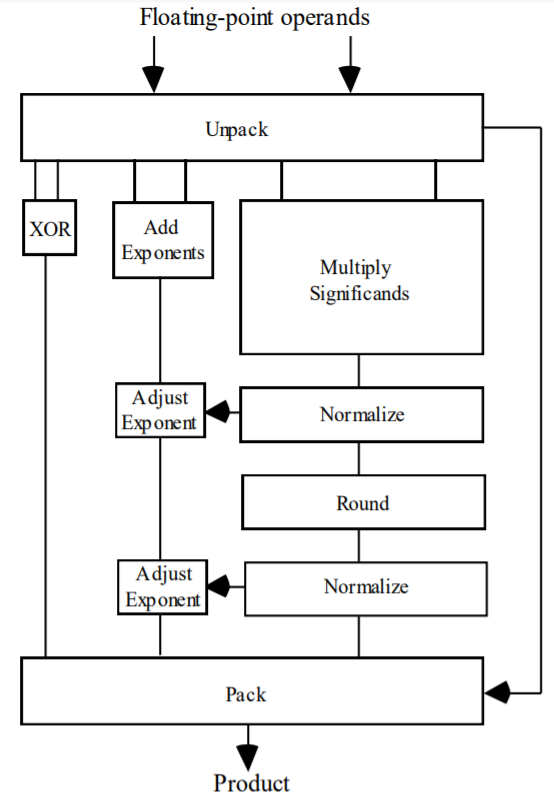 Floating-point operands
Unpack
XOR
Add
Exponents
Multiply
Significands
Adjust
Exponent
Normalize
Round
Adjust
Exponent
Normalize
Pack
Product